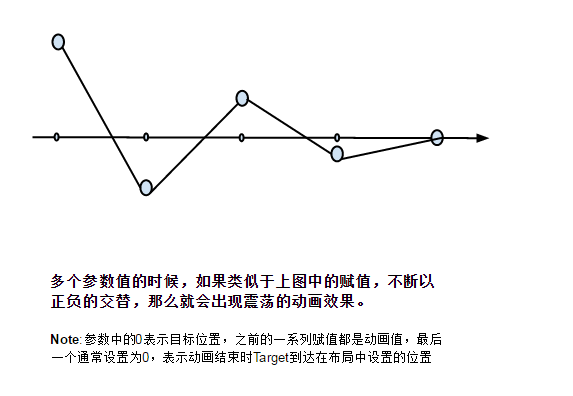 多个参数值的时候，如果类似于上图中的赋值，不断以
正负的交替，那么就会出现震荡的动画效果。
Note: 参数中的0表示目标位置，之前的一系列赋值都是动画值，最后
一个通常设置为0，表示动画结束时Target到达在布局中设置的位置